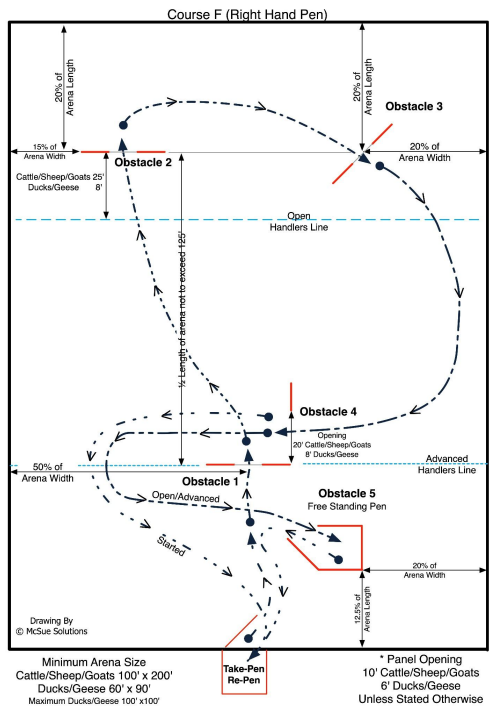 Course F (Right Hand Pen)
20% of
Arena Length
20% of
Arena Length
Obstacle 3
15% of
Arena Width
Obstacle 2
20% of
Arena Width
Cattle/Sheep/Goats 25'
Ducks/Geese 8'
Open
Handlers Line
½ Length of arena not to exceed 125'
Obstacle 4
Opening
20' Cattle/Sheep/Goats
8' Ducks/Geese
50% of
Arena Width
Obstacle 1
Advanced
Handlers Line
Obstacle 5
Free Standing Pen
Open/Advanced
Started
20% of
Arena Width
12.5% of
Arena Length
Drawing By
© McSue Solutions
Take-Pen
Re-Pen
Minimum Arena Size
Cattle/Sheep/Goats 100' x 200'
Ducks/Geese 60' x 90'
Maximum Ducks/Geese 100' x100'
* Panel Opening
10' Cattle/Sheep/Goats
6' Ducks/Geese
Unless Stated Otherwise